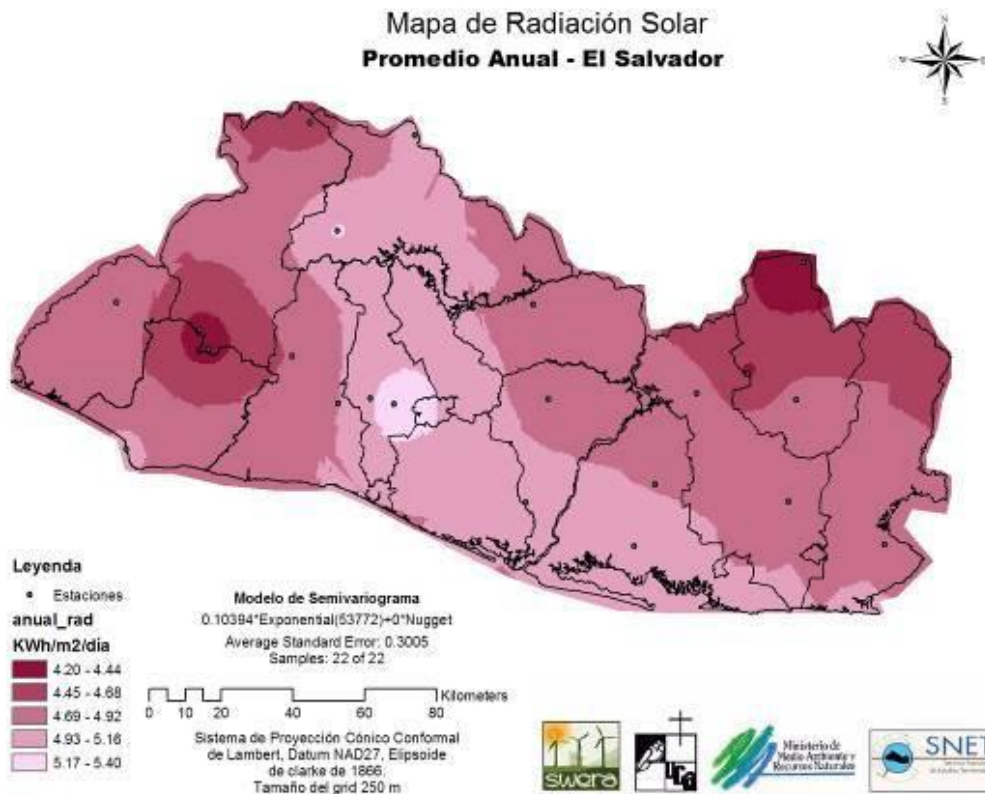 Mapa de Radiación Solar
Promedio Anual - El Salvador
N
S
Leyenda
Estaciones
anual_rad
KWh/m2/dia
4.20 - 4.44
4.45 - 4.68
4.69 - 4.92
4.93 - 5.16
5.17 - 5.40
Modelo de Semivariograma
0.10394*Exponential(53772)+0*Nugget
Average Standard Error: 0.3005
Samples: 22 of 22
Kilometers
0 10 20 40 60 80
Sistema de Proyección Cónico Conformal
de Lambert, Datum NAD27, Elipsoide
de clarke de 1866.
Tamaño del grid 250 m
swera
uca
Ministerio de
Medio Ambiente y
Recursos Naturales
SNET